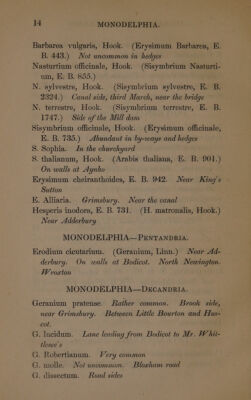 14 MONODELPHIA.
Barbarea vulgaris, Hook. (Erysimum Barbarea, E.
B. 443.) Not uncommon in hedges
Nasturtium officinale, Hook. (Sisymbrium Nasturti-
um, E. B. 855.)
N. sylvestre, Hook. (Sisymbrium sylvestre, E. B.
2324.) Canal side, third March, near the bridge
N. terrestre, Hook. (Sisymbrium terrestre, E. B.
1747.) Side of the Mill dam
Sisymbrium officinale, Hook. (Erysimum officinale,
E. B. 735.) Abundant in by-ways and hedges
S. Sophia. In the churchyard
S. thalianum, Hook. (Arabis thaliana, E. B. 901.)
On walls at Aynho
Erysimum cheiranthoides, E. B. 942. Near King's
Sutton
E. Alliaria. Grimsbury. Near the canal
Hesperis inodora, E. B. 731. (H. matronalis, Hook.)
Near Adderbury
MONODELPHIA—PENTANDRIA.
Erodium cicutarium. (Geranium, Linn.) Near Ad-
derbury. On walls at Bodicot. North Newington.
Wroxton
MONODELPHIA—DECANDRIA.
Geranium pratense. Rather common. Brook side,
near Grimsbury. Between Little Bourton and Han-
cot.
G. lucidum. Lane leading from Bodicot to Mr. Whit-
tlowe's
G. Robertianum. Very common
G. molle. Not uncommon. Bloxham road
G. dissectum. Road sides